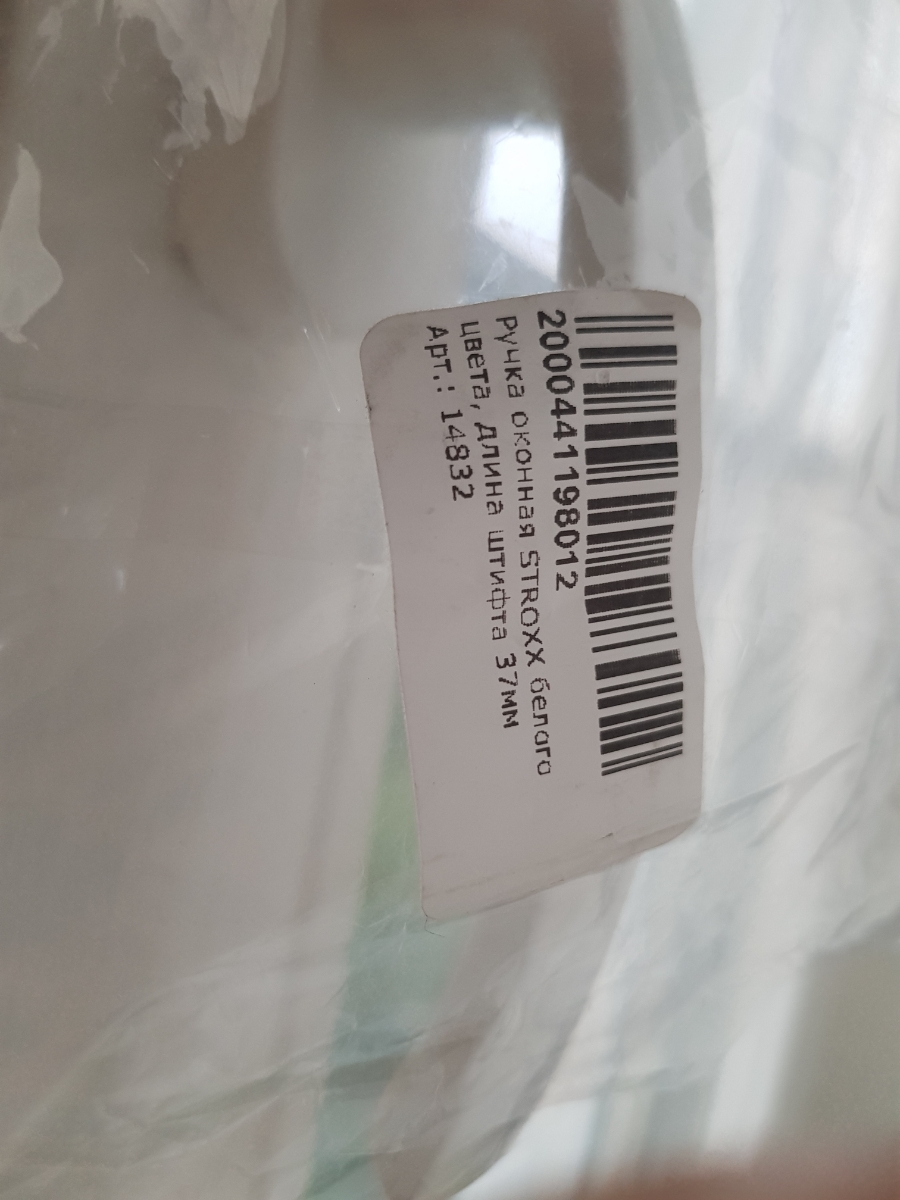 2000441198012
Ручка оконная STROXX белого
цвета, длина штифта 37мм
Арт.: 14832